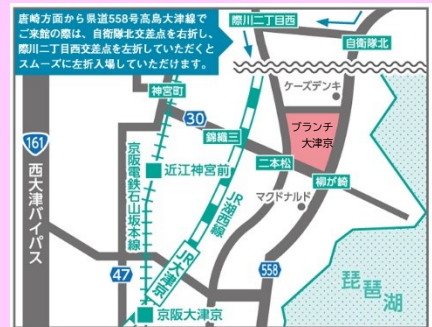 唐崎方面から県道558号高島大津線で
ご来館の際は、自衛隊北交差点を右折し、
際川二丁目西交差点を左折していただくと
スムーズに左折入場していただけます。
際川二丁目西
自衛隊北
神宮町
ケーズデンキ
30
錦織三
ブランチ
大津京
161
西大津バイパス
京阪電鉄石山坂本線
近江神宮前
JR湖西線
二本松
柳が崎
マクドナルド
47
JR大津京
558
琵琶湖
京阪大津京